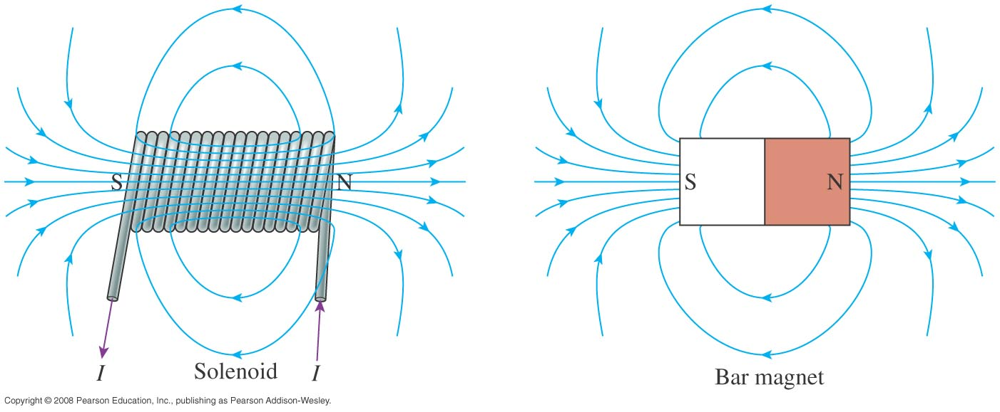 S
N
I
Solenoid
I
S
N
Bar magnet
Copyright © 2008 Pearson Education, Inc., publishing as Pearson Addison-Wesley.